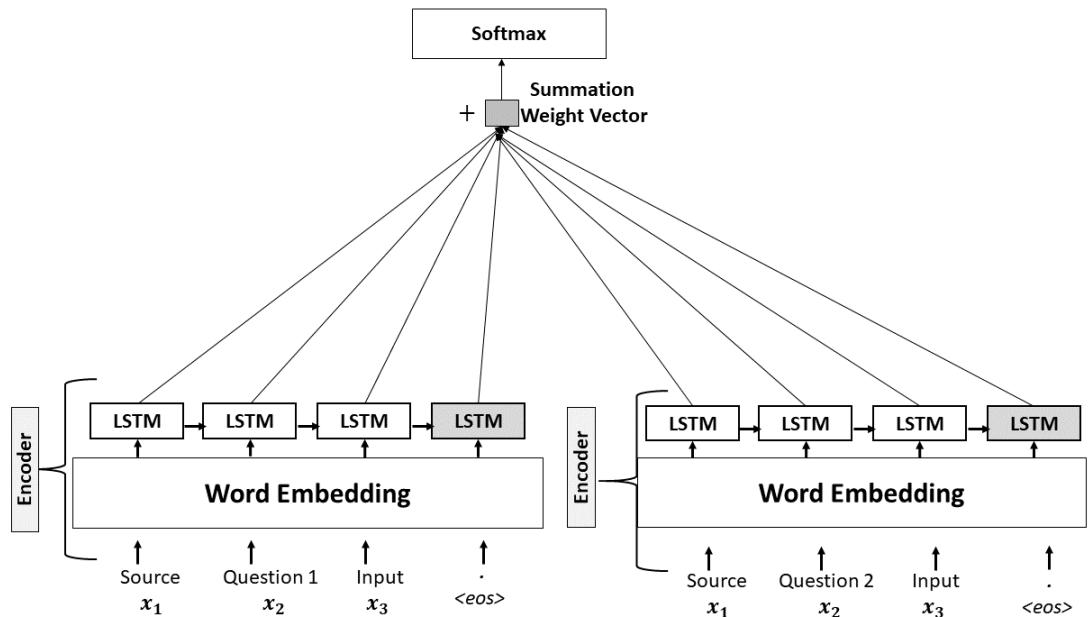 Softmax
+
Summation
Weight Vector
Encoder
LSTM LSTM LSTM LSTM
Word Embedding
Source Question 1 Input .
x₁ x₂ x₃ <eos>
Encoder
LSTM LSTM LSTM LSTM
Word Embedding
Source Question 2 Input .
x₁ x₂ x₃ <eos>